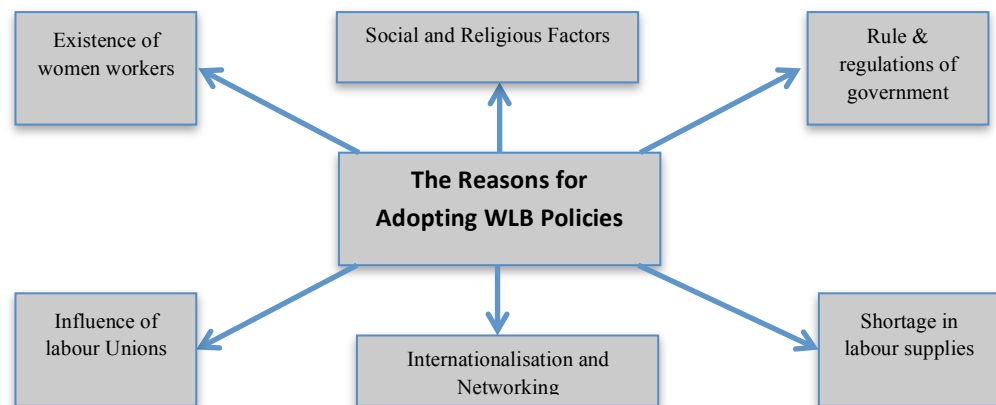 Existence of
women workers
Social and Religious Factors
Rule &
regulations of
government
The Reasons for
Adopting WLB Policies
Influence of
labour Unions
Internationalisation and
Networking
Shortage in
labour supplies